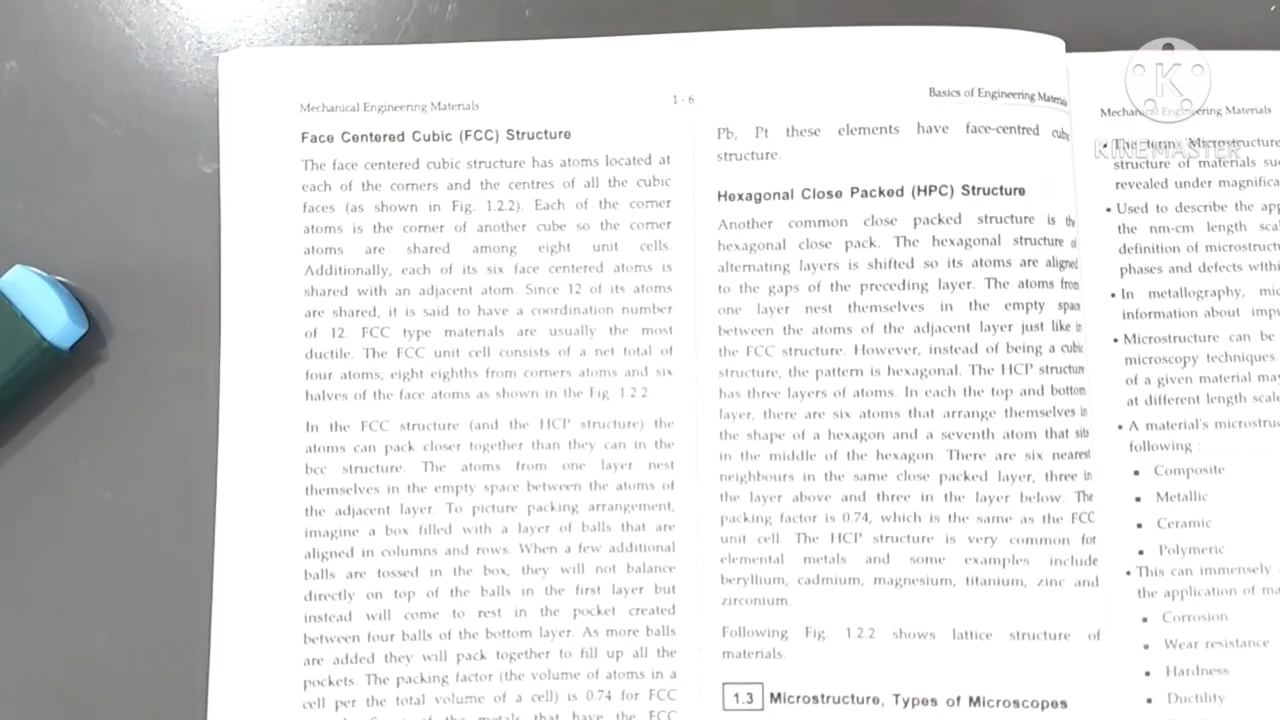 Mechanical Engineering Materials
1 - 6
Basics of Engineering Materials
Face Centered Cubic (FCC) Structure
The face centered cubic structure has atoms located at
each of the corners and the centres of all the cubic
faces (as shown in Fig. 1.2.2). Each of the corner
atoms is the corner of another cube so the corner
atoms are shared among eight unit cells.
Additionally, each of its six face centered atoms is
shared with an adjacent atom. Since 12 of its atoms
are shared, it is said to have a coordination number
of 12. FCC type materials are usually the most
ductile. The FCC unit cell consists of a net total of
four atoms; eight eighths from corners atoms and six
halves of the face atoms as shown in the Fig. 1.2.2.
In the FCC structure (and the HCP structure) the
atoms can pack closer together than they can in the
bcc structure. The atoms from one layer nest
themselves in the empty space between the atoms of
the adjacent layer. To picture packing arrangement,
imagine a box filled with a layer of balls that are
aligned in columns and rows. When a few additional
balls are tossed in the box, they will not balance
directly on top of the balls in the first layer but
instead will come to rest in the pocket created
between four balls of the bottom layer. As more balls
are added they will pack together to fill up all the
pockets. The packing factor (the volume of atoms in a
cell per the total volume of a cell) is 0.74 for FCC
of the metals that have the FCC
Pb, Pt these elements have face-centred cubic
structure.
Hexagonal Close Packed (HPC) Structure
Another common close packed structure is the
hexagonal close pack. The hexagonal structure of
alternating layers is shifted so its atoms are aligned
to the gaps of the preceding layer. The atoms from
one layer nest themselves in the empty space
between the atoms of the adjacent layer just like in
the FCC structure. However, instead of being a cubic
structure, the pattern is hexagonal. The HCP structure
has three layers of atoms. In each the top and bottom
layer, there are six atoms that arrange themselves in
the shape of a hexagon and a seventh atom that sits
in the middle of the hexagon. There are six nearest
neighbours in the same close packed layer, three in
the layer above and three in the layer below. The
packing factor is 0.74, which is the same as the FCC
unit cell. The HCP structure is very common for
elemental metals and some examples include
beryllium, cadmium, magnesium, titanium, zinc and
zirconium.
Following Fig. 1.2.2 shows lattice structure of
materials.
1.3 Microstructure, Types of Microscopes
Mechanical Engineering Materials
• The term Microstructure
structure of materials
revealed under
• Used to describe the
the nm-cm length
definition of
phases and defects
• In metallography,
information about
• Microstructure can be
microscopy techniques.
of a given material
at different length
• A material's
following :
▪ Composite
▪ Metallic
▪ Ceramic
▪ Polymeric
• This can immensely
the application of
▪ Corrosion
▪ Wear resistance
▪ Hardness
▪ Ductility
K
KINEMASTER